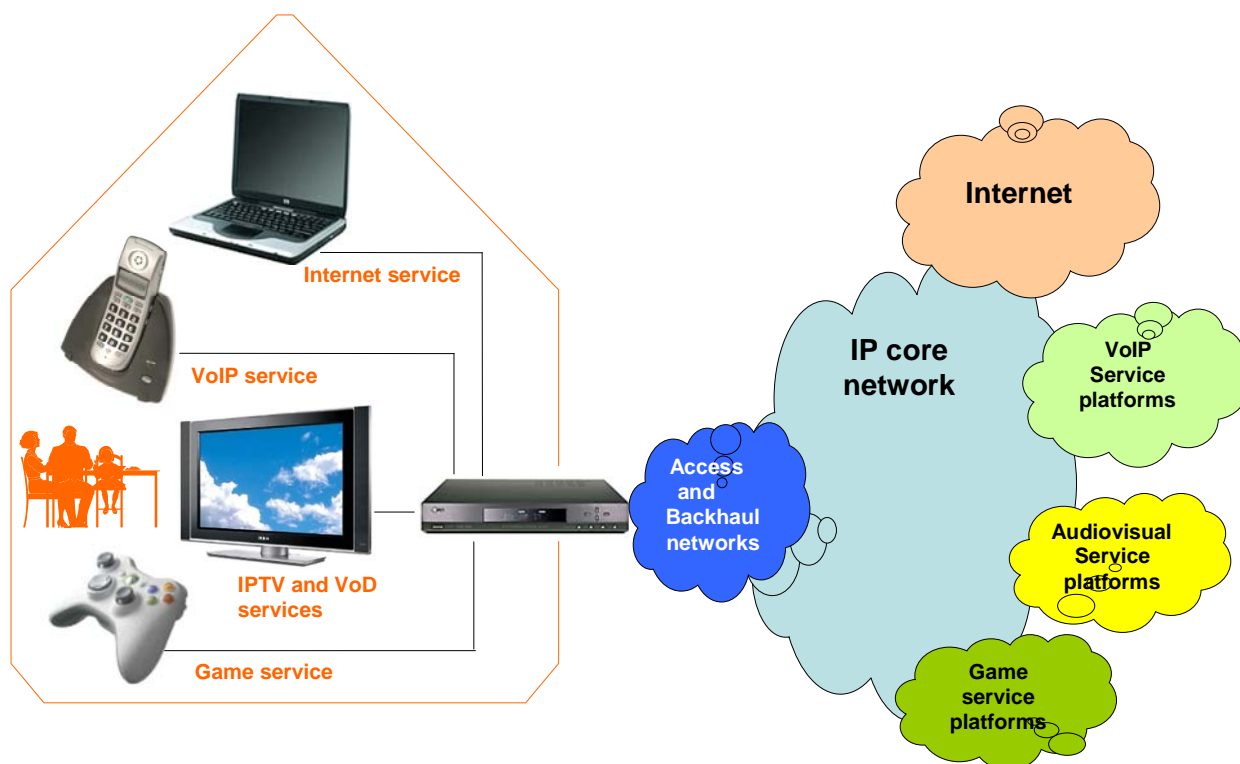 Internet service
VoIP service
IPTV and VoD
services
Game service
Access
and
Backhaul
networks
IP core
network
Internet
VoIP
Service
platforms
Audiovisual
Service
platforms
Game
service
platforms